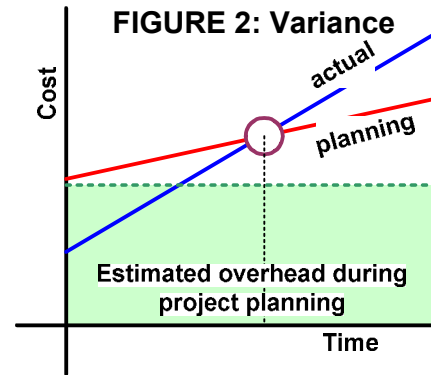 FIGURE 2: Variance
actual
Cost
planning
Estimated overhead during
project planning
Time